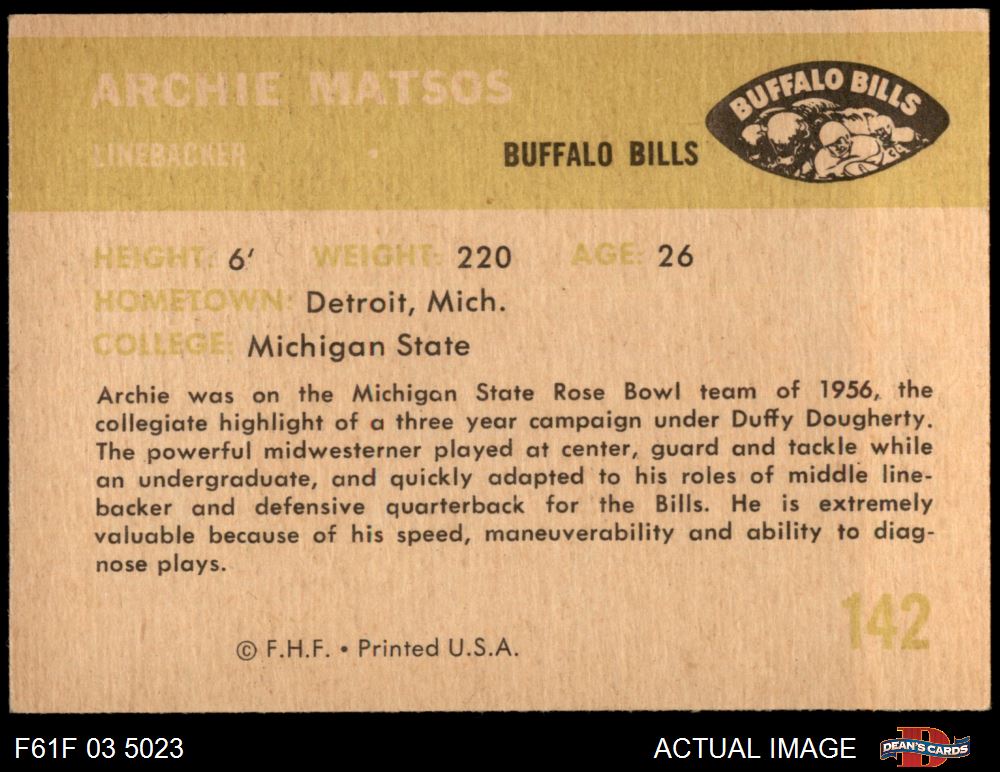 ARCHIE MATSOS
LINEBACKER
BUFFALO BILLS
BUFFALO BILLS
HEIGHT: 6' WEIGHT: 220 AGE: 26
HOMETOWN: Detroit, Mich.
COLLEGE: Michigan State
Archie was on the Michigan State Rose Bowl team of 1956, the
collegiate highlight of a three year campaign under Duffy Dougherty.
The powerful midwesterner played at center, guard and tackle while
an undergraduate, and quickly adapted to his roles of middle line-
backer and defensive quarterback for the Bills. He is extremely
valuable because of his speed, maneuverability and ability to diag-
nose plays.
142
© F.H.F. • Printed U.S.A.
F61F 03 5023
ACTUAL IMAGE
D
DEAN'S CARDS